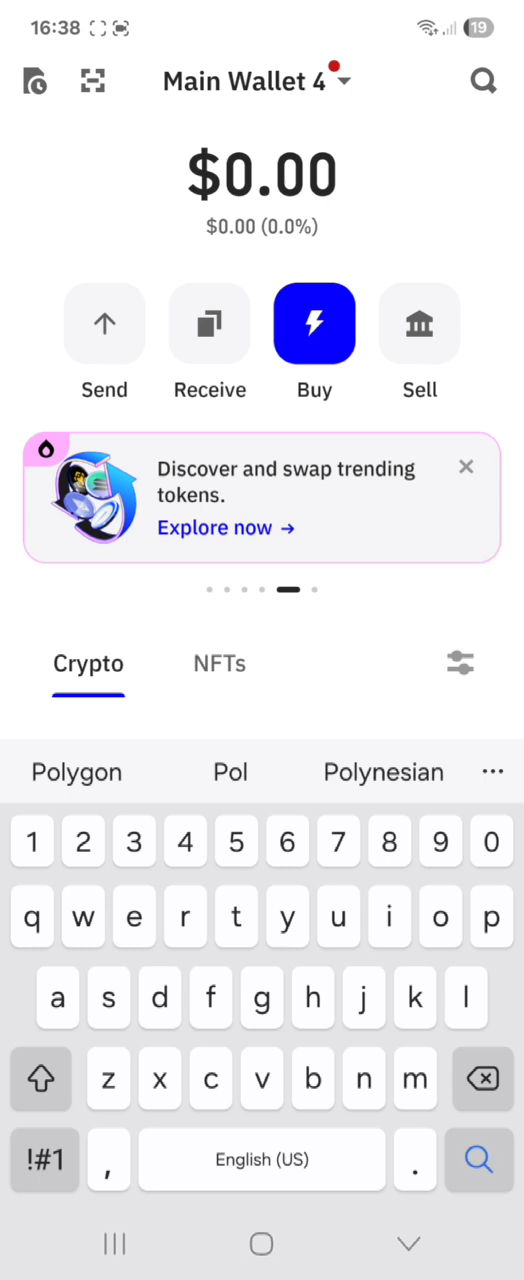 16:38
19
Main Wallet 4
$0.00
$0.00 (0.0%)
Send Receive Buy Sell
Discover and swap trending
tokens.
Explore now →
Crypto NFTs
Polygon Pol Polynesian ...
1 2 3 4 5 6 7 8 9 0
q w e r t y u i o p
a s d f g h j k l
z x c v b n m
!#1 , English (US) .